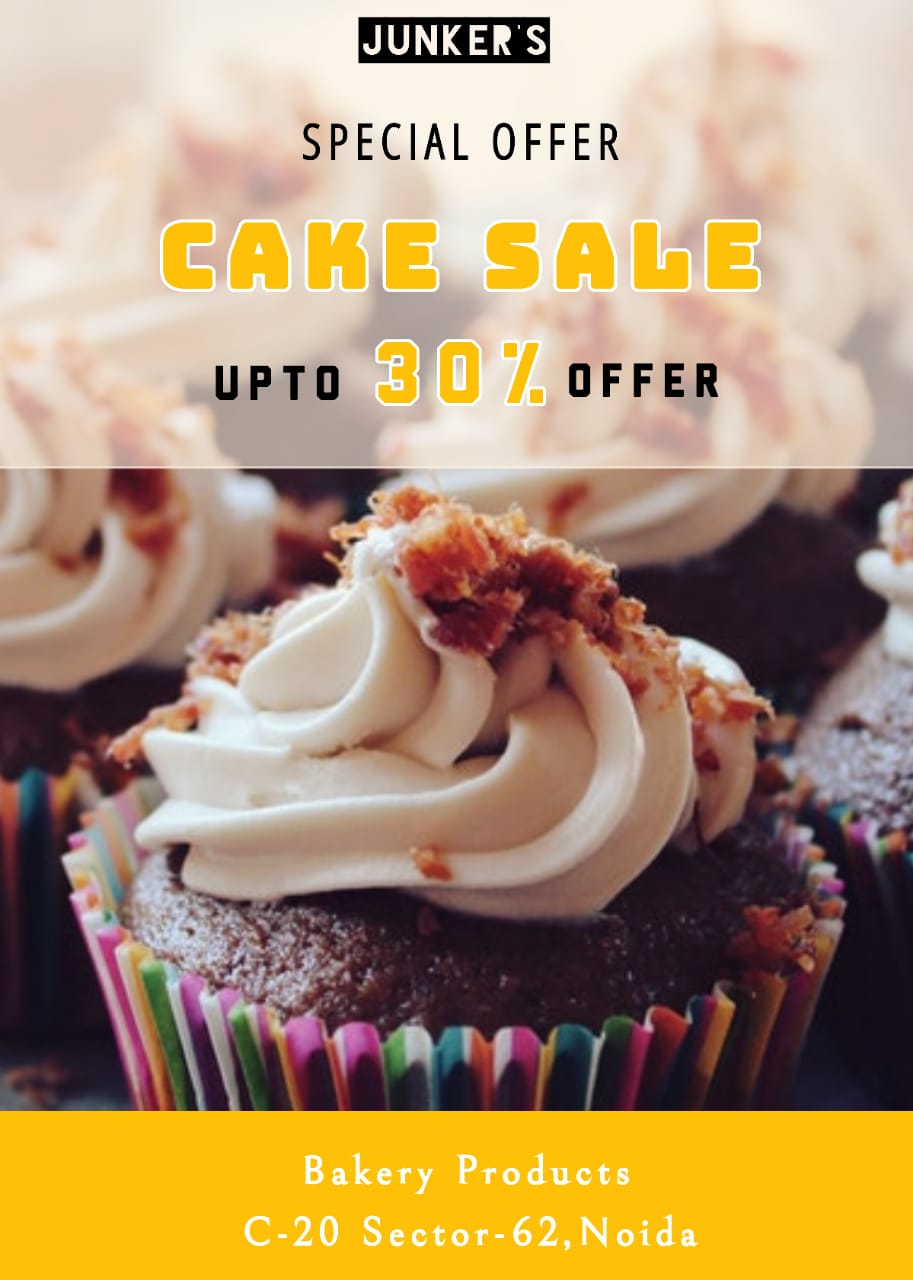 JUNKER'S
SPECIAL OFFER
CAKE SALE
UPTO 30% OFFER
Bakery Products
C-20 Sector-62,Noida